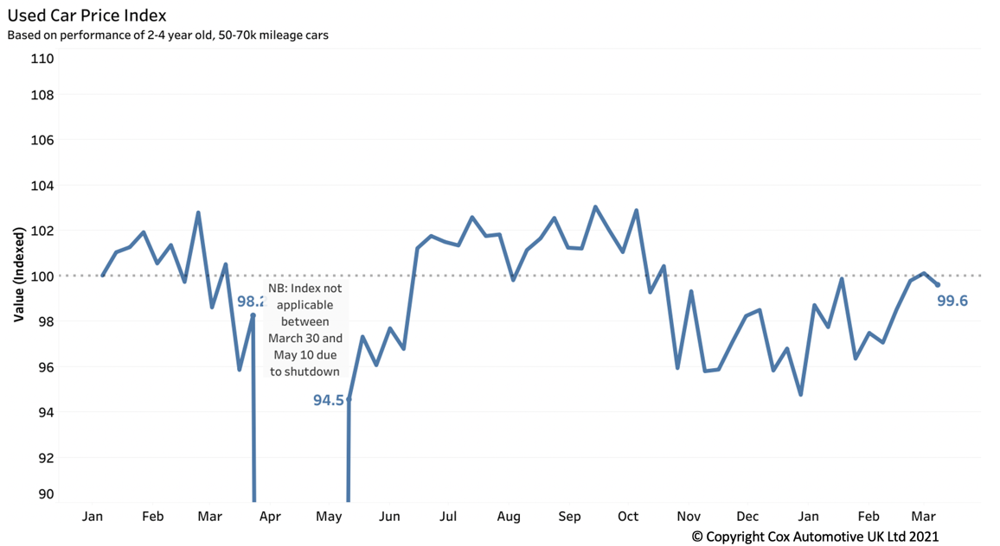 Used Car Price Index
Based on performance of 2-4 year old, 50-70k mileage cars
110
108
106
104
102
100
98
96
94
92
90
Value (Indexed)
98.2
NB: Index not
applicable
between
March 30 and
May 10 due
to shutdown
94.5
99.6
Jan Feb Mar Apr May Jun Jul Aug Sep Oct Nov Dec Jan Feb Mar
© Copyright Cox Automotive UK Ltd 2021